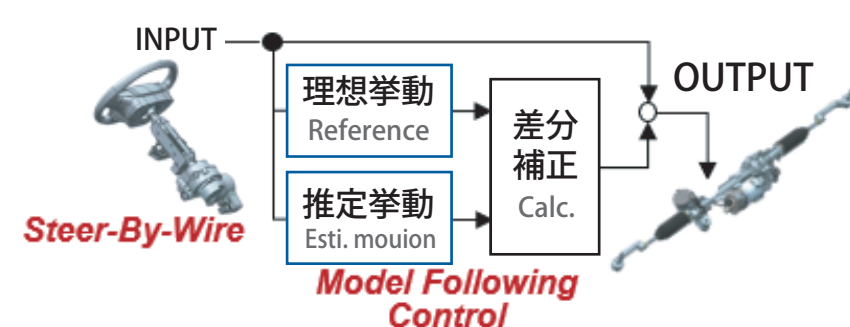 INPUT
OUTPUT
理想挙動
Reference
差分
補正
Calc.
推定挙動
Esti. mouion
Steer-By-Wire
Model Following
Control